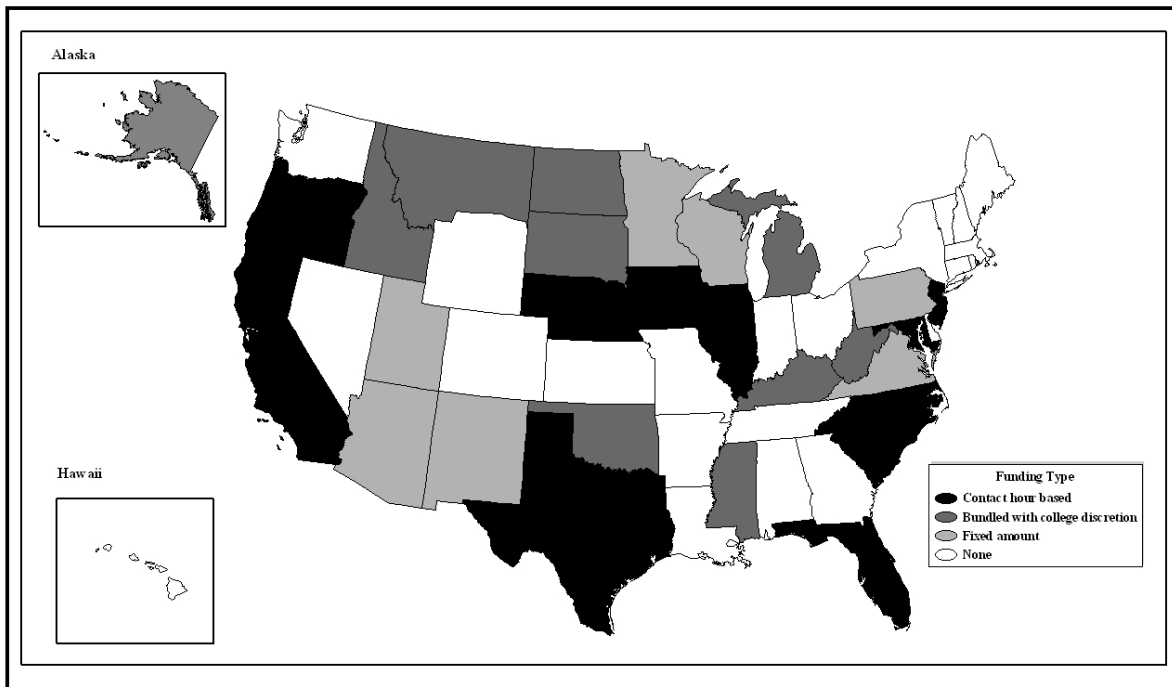 Alaska
Hawaii
Funding Type
Contact hour based
Bundled with college discretion
Fixed amount
None